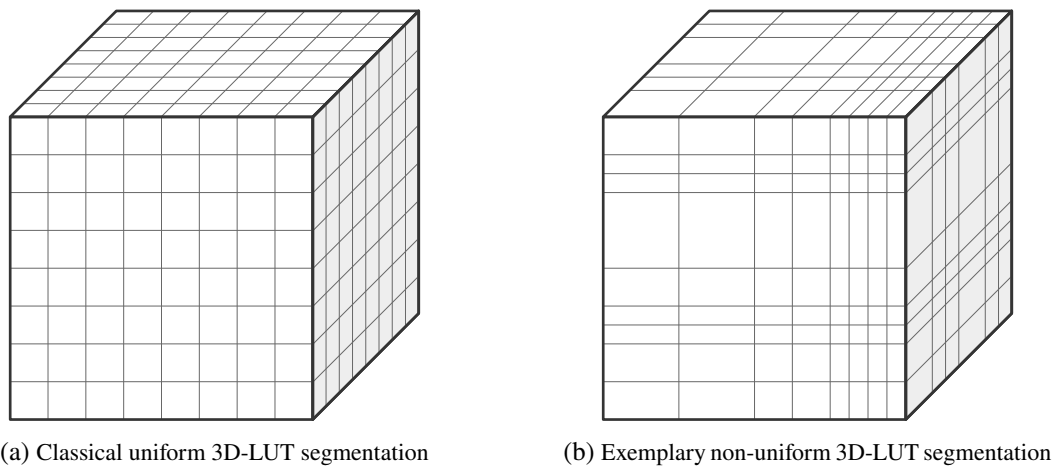 (a) Classical uniform 3D-LUT segmentation
(b) Exemplary non-uniform 3D-LUT segmentation